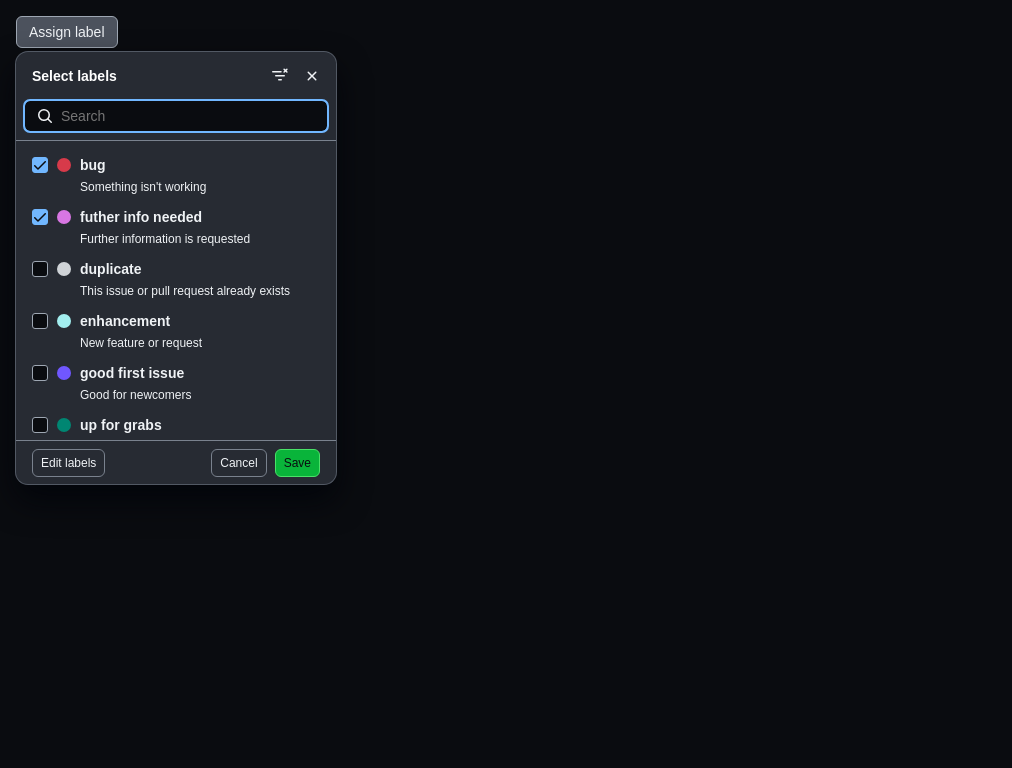 Assign label
Select labels
Search
bug
Something isn't working
futher info needed
Further information is requested
duplicate
This issue or pull request already exists
enhancement
New feature or request
good first issue
Good for newcomers
up for grabs
Edit labels
Cancel
Save